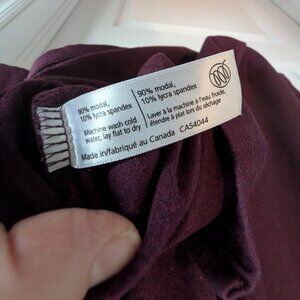 90% modal,
10% lycra spandex
Machine wash cold
water, lay flat to dry
90% modal,
10% lycra spandex,
Laver à la machine à l'eau froide,
étendre à plat lors du séchage
Made in/fabriqué au Canada CA54044